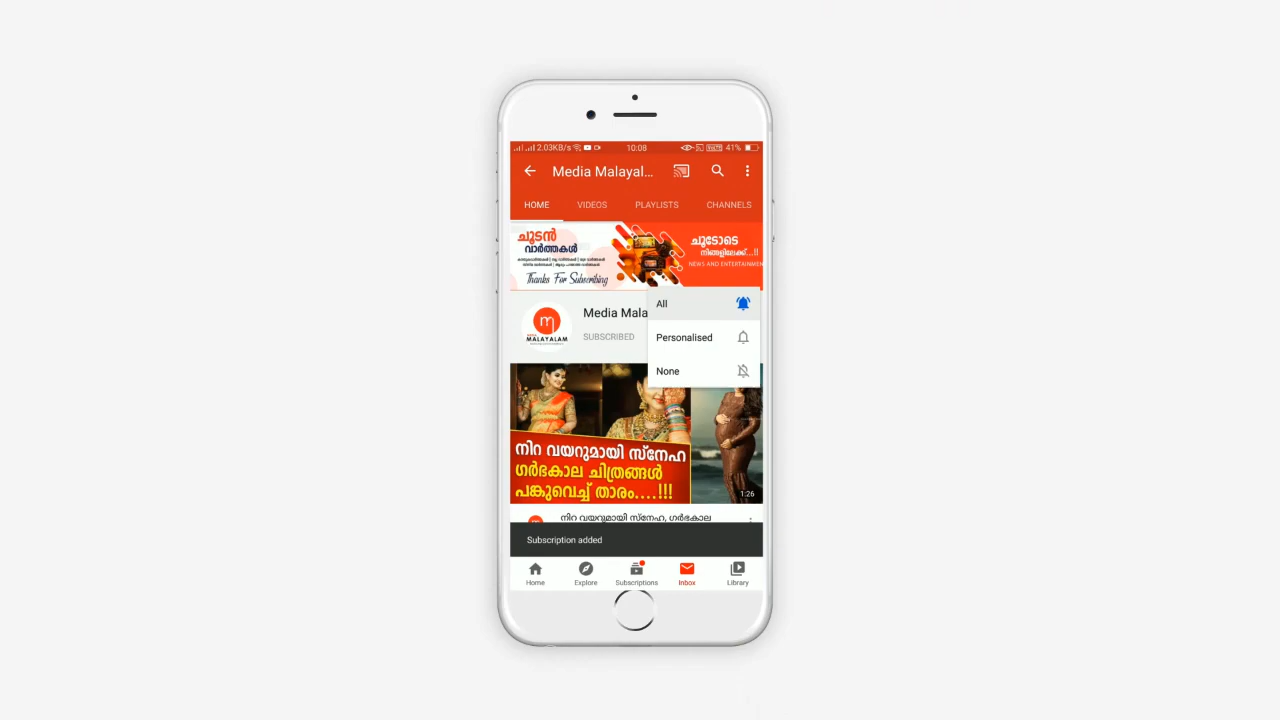 2.03KB/s
10:08
41%
Media Malayal...
HOME
VIDEOS
PLAYLISTS
CHANNELS
ചൂടൻ
വാർത്തകൾ
Thanks For Subscribing
ചൂടോടെ
നിങ്ങളിലേക്ക്...!!
NEWS AND ENTERTAINMEN
MALAYALAM
Media Mala
SUBSCRIBED
All
Personalised
None
നിറ വയറുമായി സ്നേഹ
ഗർഭകാല ചിത്രങ്ങൾ
പങ്കുവെച്ച് താരം....!!!
1:26
നിറ വയറുമായി സ്നേഹ, ഗർഭകാല
Subscription added
Home
Explore
Subscriptions
Inbox
Library